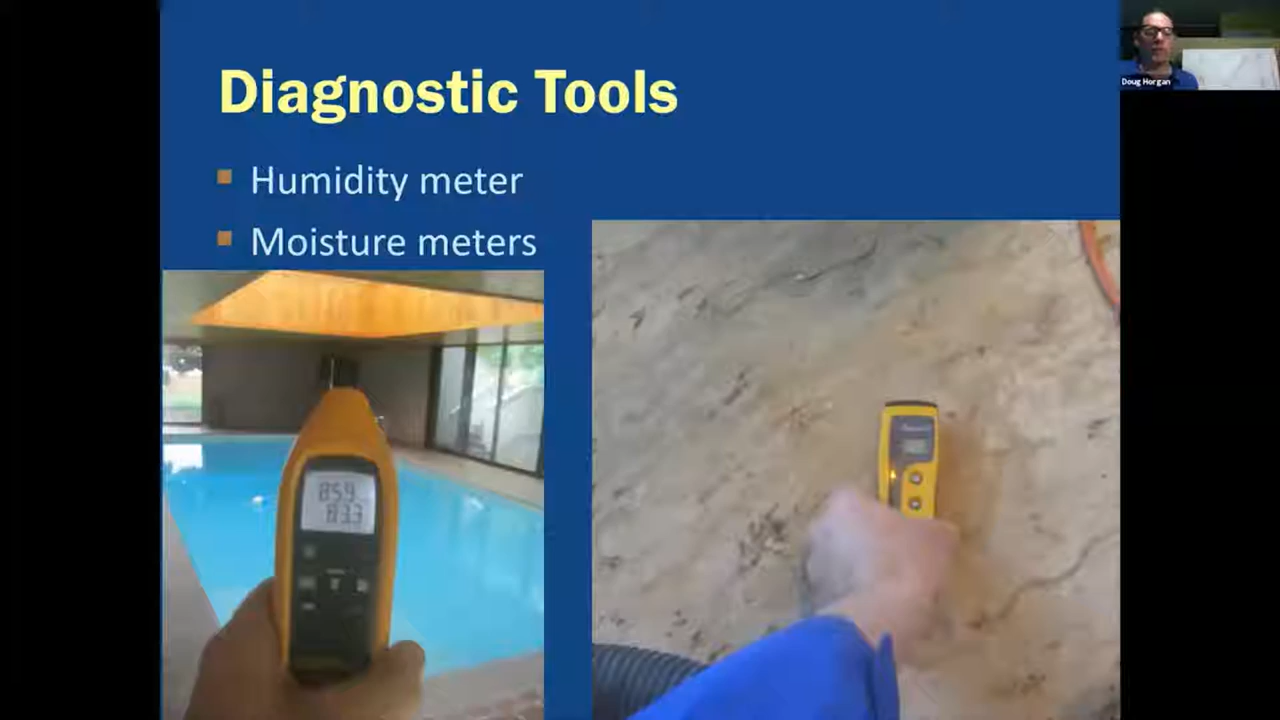 Diagnostic Tools
Humidity meter
Moisture meters
85.9
83.3
Doug Horgan